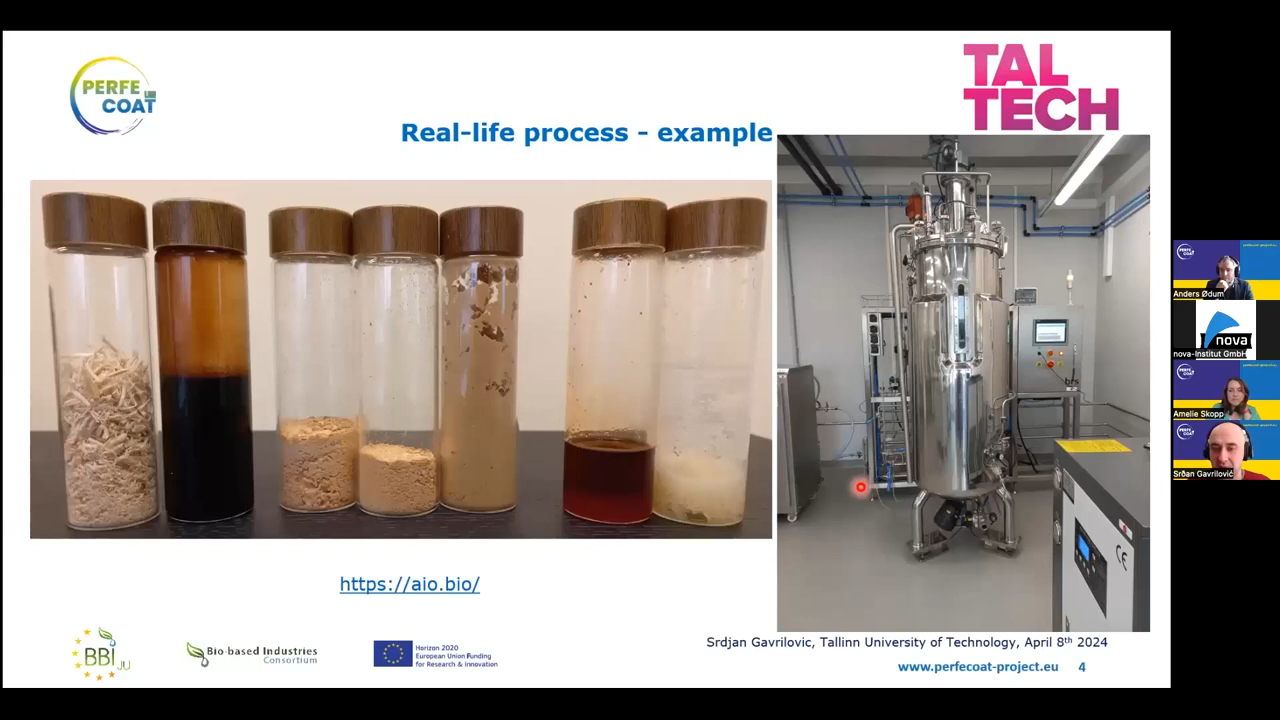 PERFE
COAT
TAL
TECH
Real-life process - example
https://aio.bio/
BBI JU
Bio-based Industries
Consortium
Horizon 2020
European Union Funding
for Research & Innovation
Srdjan Gavrilovic, Tallinn University of Technology, April 8th 2024
www.perfecoat-project.eu 4
CE
Anders Ødum
nova
nova-Institut GmbH
Amelie Skopp
Srđan Gavrilović